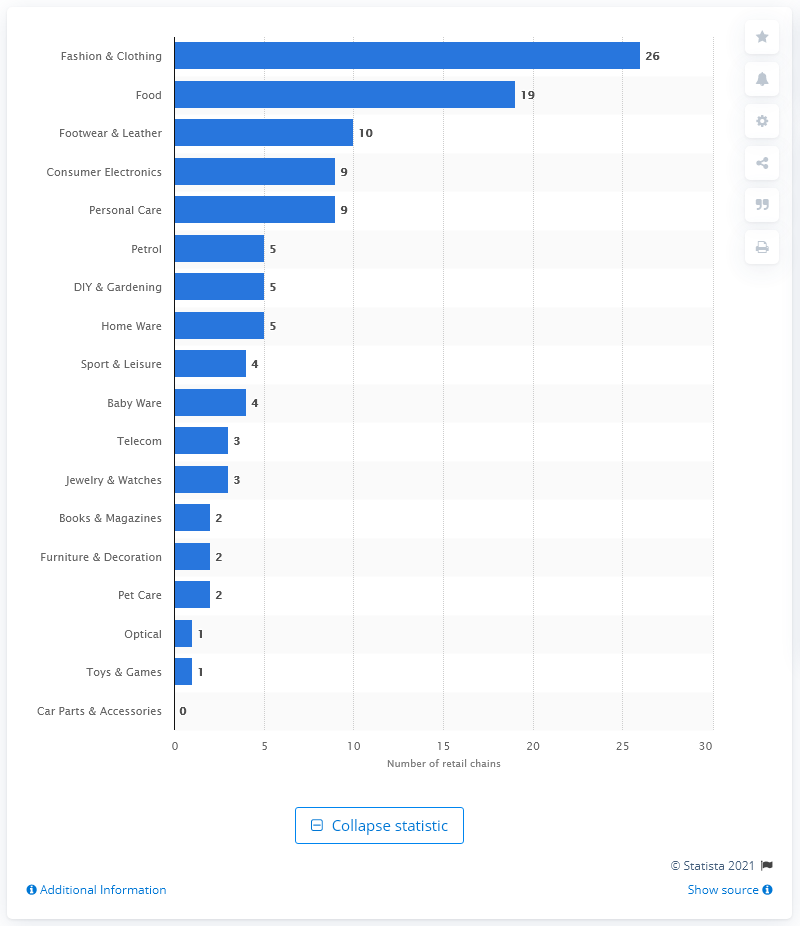 Fashion & Clothing 26
Food 19
Footwear & Leather 10
Consumer Electronics 9
Personal Care 9
Petrol 5
DIY & Gardening 5
Home Ware 5
Sport & Leisure 4
Baby Ware 4
Telecom 3
Jewelry & Watches 3
Books & Magazines 2
Furniture & Decoration 2
Pet Care 2
Optical 1
Toys & Games 1
Car Parts & Accessories 0
0 5 10 15 20 25 30
Number of retail chains
Collapse statistic
© Statista 2021
Additional Information Show source